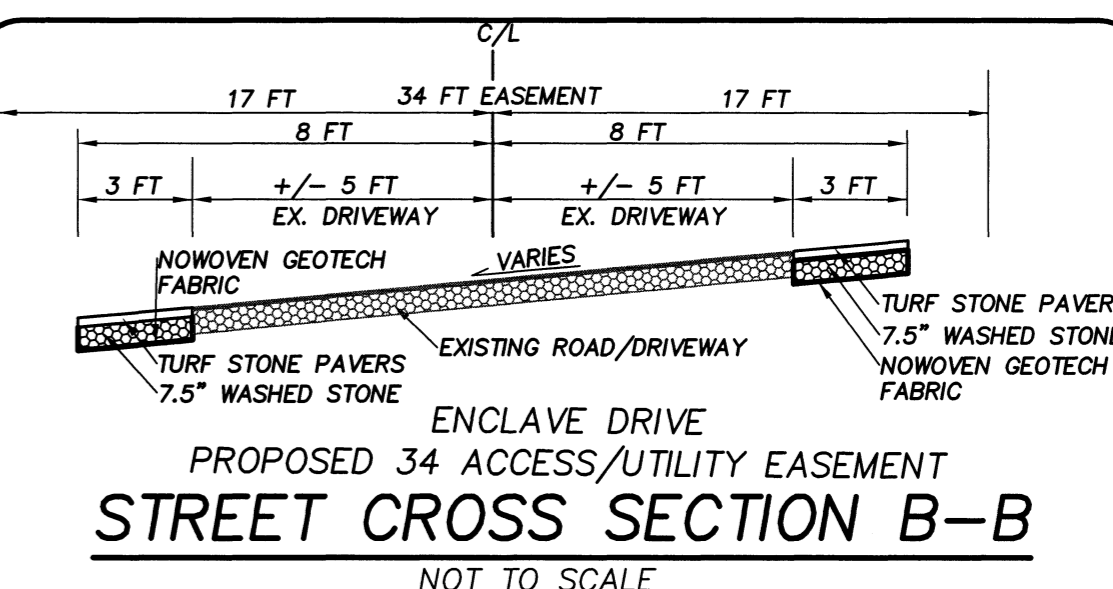 C/L
17 FT 34 FT EASEMENT 17 FT
8 FT 8 FT
3 FT +/- 5 FT +/- 5 FT 3 FT
EX. DRIVEWAY EX. DRIVEWAY
NOWOVEN GEOTECH
FABRIC
VARIES
TURF STONE PAVER
7.5" WASHED STONE
NOWOVEN GEOTECH
FABRIC
EXISTING ROAD/DRIVEWAY
TURF STONE PAVERS
7.5" WASHED STONE
ENCLAVE DRIVE
PROPOSED 34 ACCESS/UTILITY EASEMENT
STREET CROSS SECTION B-B
NOT TO SCALE